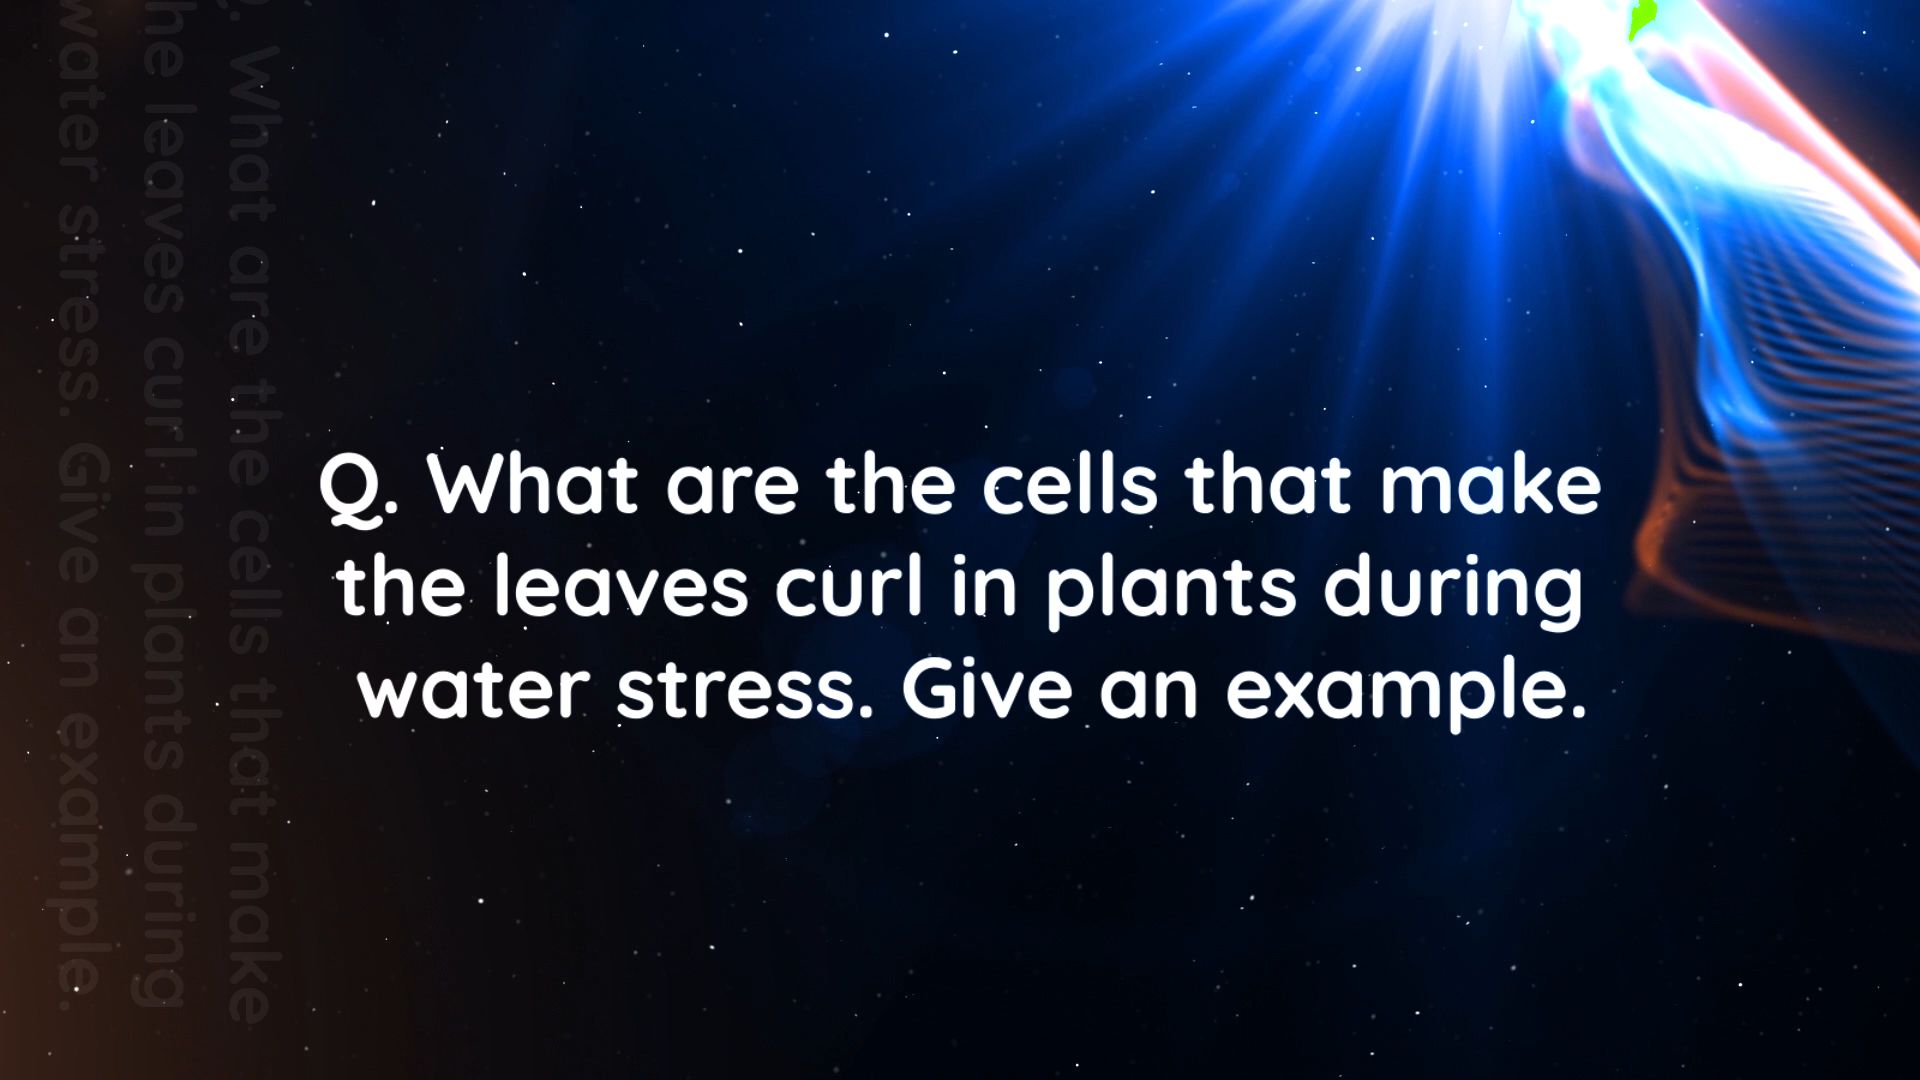 Q. What are the cells that make
the leaves curl in plants during
water stress. Give an example.
. What are the cells that make
he leaves curl in plants during
water stress. Give an example.